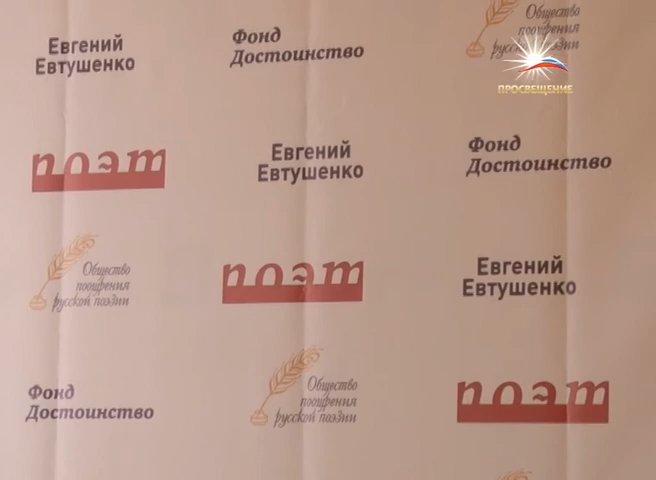 Евгений
Евтушенко
Фонд
Достоинство
Общество
поощрения
русской поэзии
ПРОСВЕЩЕНИЕ
поэт
Евгений
Евтушенко
Фонд
Достоинство
Общество
поощрения
русской поэзии
поэт
Евгений
Евтушенко
Фонд
Достоинство
Общество
поощрения
русской поэзии
поэт